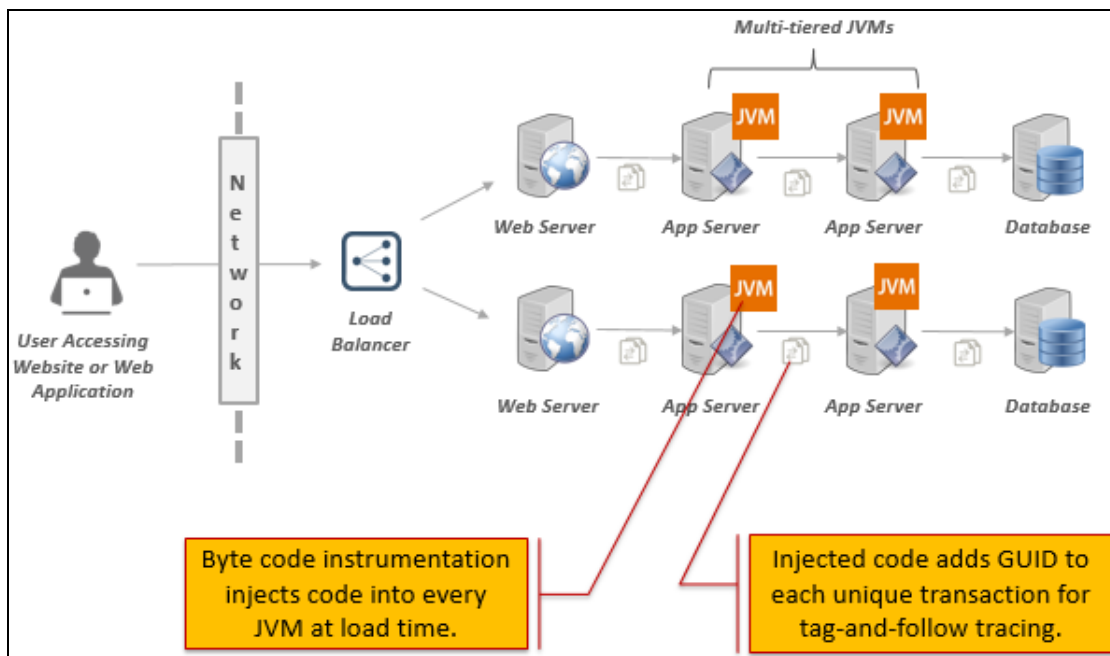 Multi-tiered JVMs
JVM
JVM
Web Server
App Server
App Server
Database
Network
JVM
JVM
Load
Balancer
User Accessing
Website or Web
Application
Web Server
App Server
App Server
Database
Byte code instrumentation
injects code into every
JVM at load time.
Injected code adds GUID to
each unique transaction for
tag-and-follow tracing.